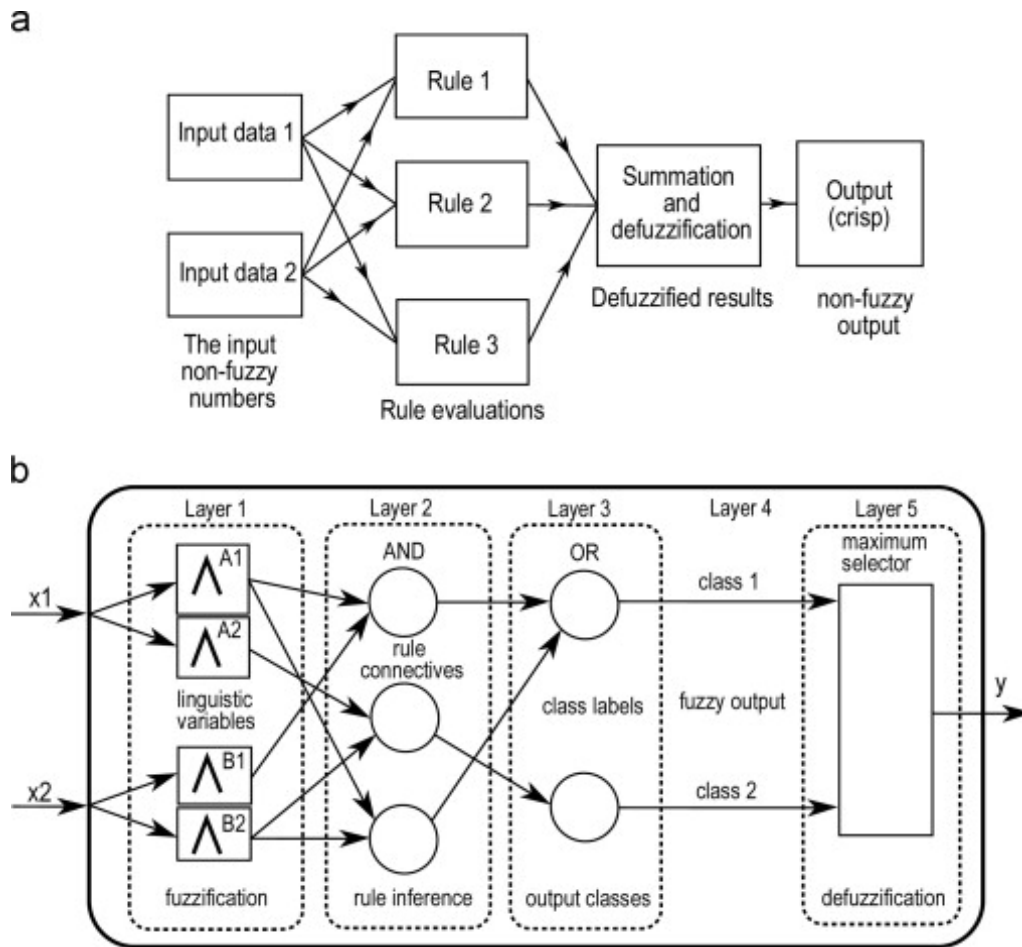 a
Rule 1
Input data 1
Rule 2
Summation
and
defuzzification
Output
(crisp)
Input data 2
Defuzzified results
non-fuzzy
output
The input
non-fuzzy
numbers
Rule 3
Rule evaluations
b
Layer 1
Layer 2
Layer 3
Layer 4
Layer 5
AND
OR
maximum
selector
x1
A1
A2
class 1
rule
connectives
linguistic
variables
class labels
fuzzy output
y
B1
x2
B2
class 2
fuzzification
rule inference
output classes
defuzzification